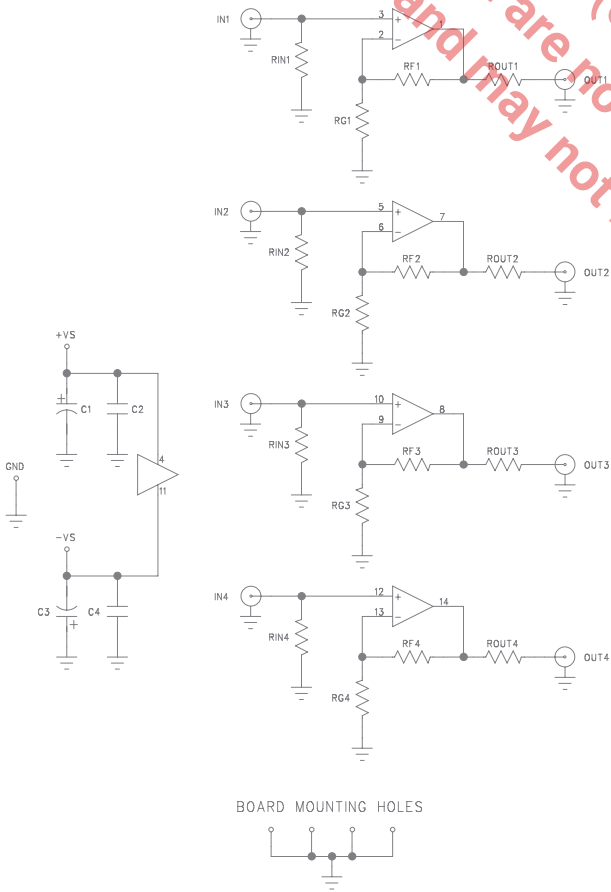 IN1
3
+
1
2
−
RIN1
RF1
ROUT1
OUT1
RG1
IN2
5
+
7
6
−
RIN2
RF2
ROUT2
OUT2
RG2
+VS
+
C1
C2
IN3
10
+
8
9
−
RIN3
RF3
ROUT3
OUT3
RG3
4
GND
11
−VS
C3
+
C4
IN4
12
+
14
13
−
RIN4
RF4
ROUT4
OUT4
RG4
BOARD MOUNTING HOLES
are no
and may not